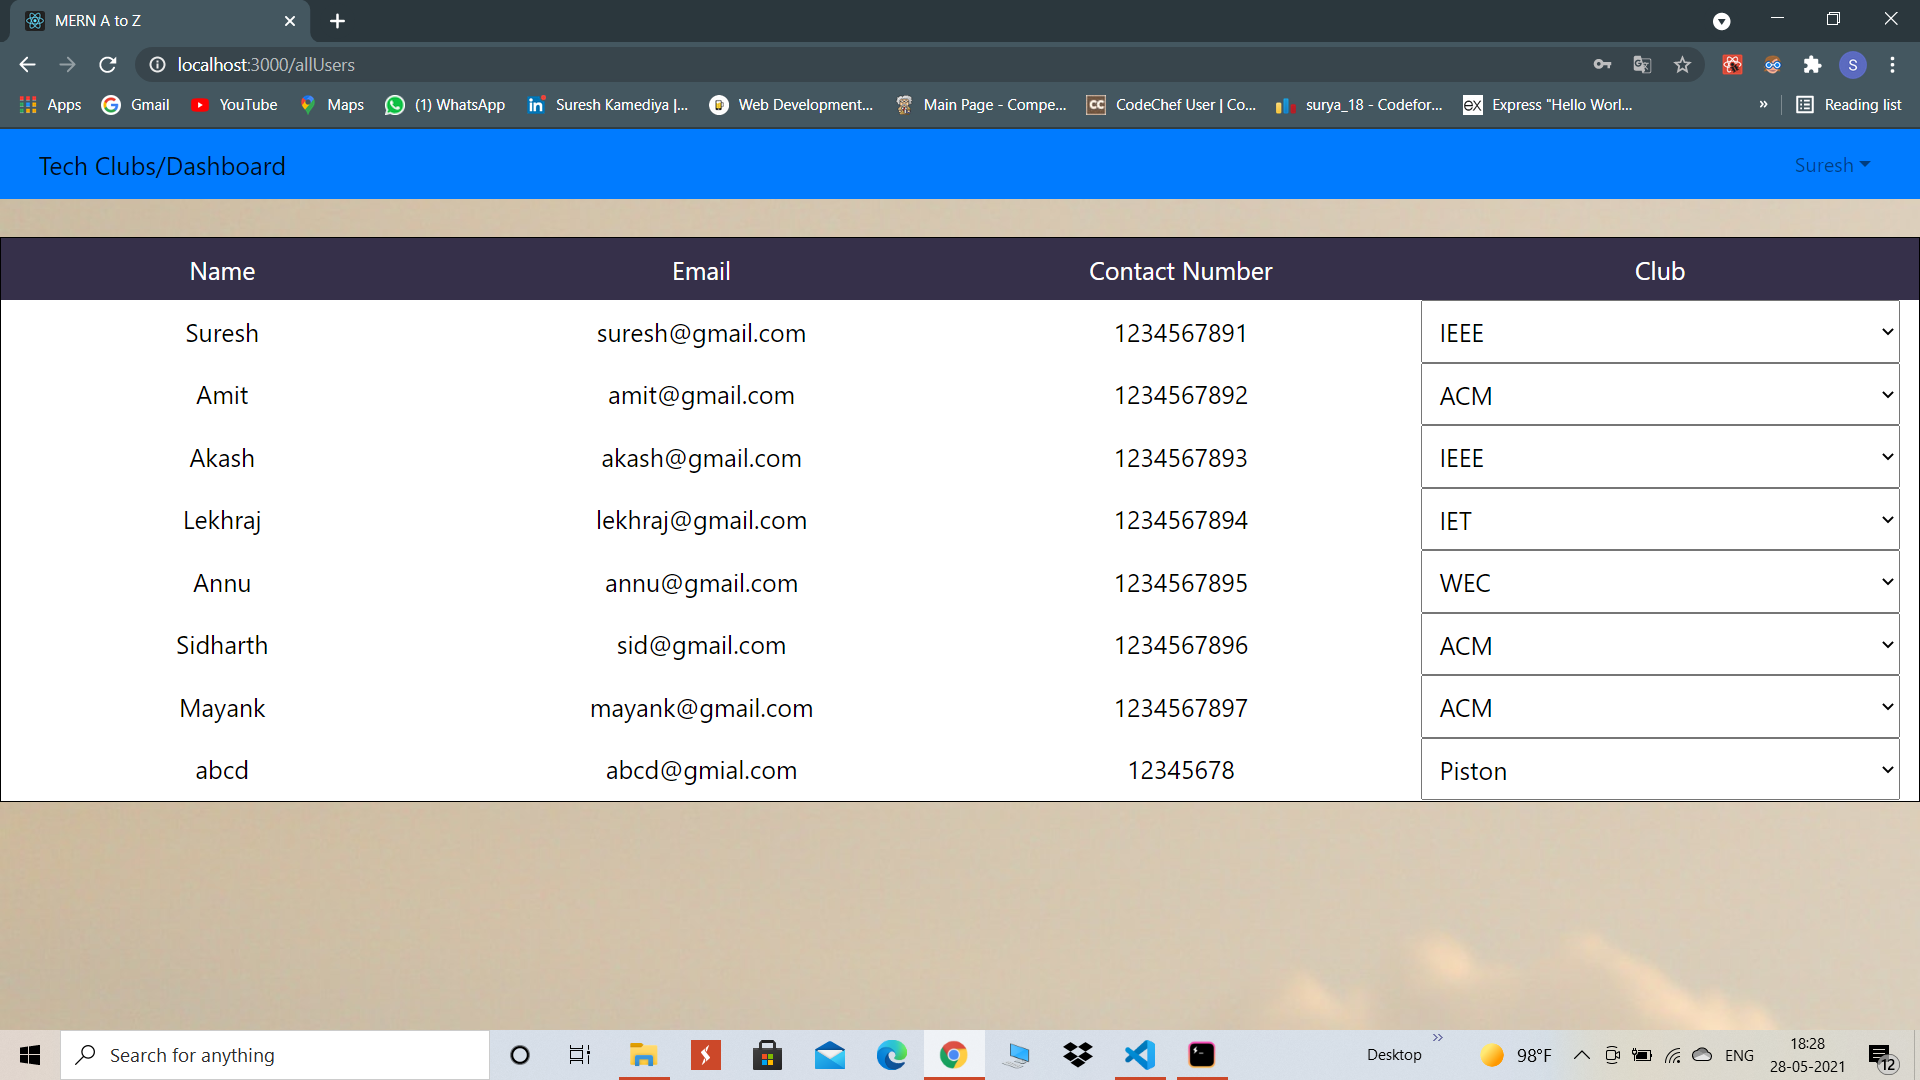 MERN A to Z
localhost:3000/allUsers
S
Apps Gmail YouTube Maps (1) WhatsApp in Suresh Kamediya |... Web Development... Main Page - Compe... CC CodeChef User | Co... surya_18 - Codefor... ex Express "Hello Worl... » Reading list
Tech Clubs/Dashboard Suresh
Name Email Contact Number Club
Suresh suresh@gmail.com 1234567891 IEEE
Amit amit@gmail.com 1234567892 ACM
Akash akash@gmail.com 1234567893 IEEE
Lekhraj lekhraj@gmail.com 1234567894 IET
Annu annu@gmail.com 1234567895 WEC
Sidharth sid@gmail.com 1234567896 ACM
Mayank mayank@gmail.com 1234567897 ACM
abcd abcd@gmial.com 12345678 Piston
Search for anything Desktop » 98°F ENG 18:28
28-05-2021 12